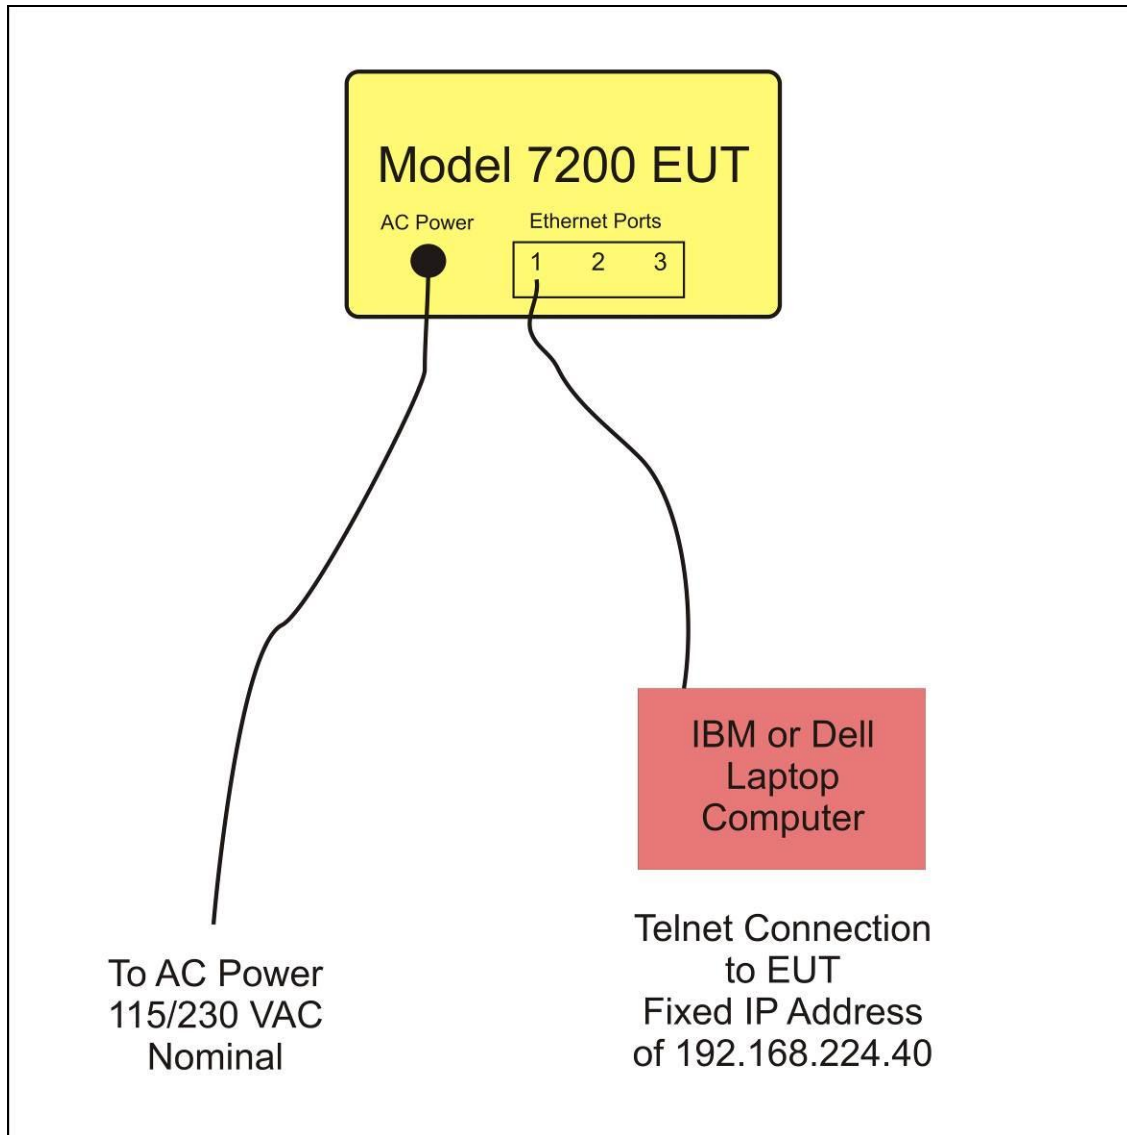 Model 7200 EUT
AC Power
Ethernet Ports
1 2 3
IBM or Dell
Laptop
Computer
Telnet Connection
to EUT
Fixed IP Address
of 192.168.224.40
To AC Power
115/230 VAC
Nominal